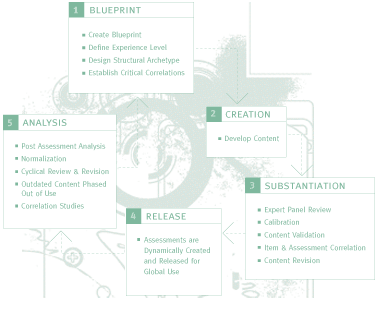 1 BLUEPRINT
Create Blueprint
Define Experience Level
Design Structural Archetype
Establish Critical Correlations
2 CREATION
Develop Content
3 SUBSTANTIATION
Expert Panel Review
Calibration
Content Validation
Item & Assessment Correlation
Content Revision
4 RELEASE
Assessments are
Dynamically Created
and Released for
Global Use
5 ANALYSIS
Post Assessment Analysis
Normalization
Cyclical Review & Revision
Outdated Content Phased
Out of Use
Correlation Studies